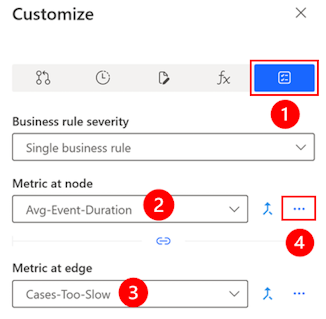 Customize
fx
1
Business rule severity
Single business rule
Metric at node
Avg-Event-Duration
2
4
Metric at edge
Cases-Too-Slow
3